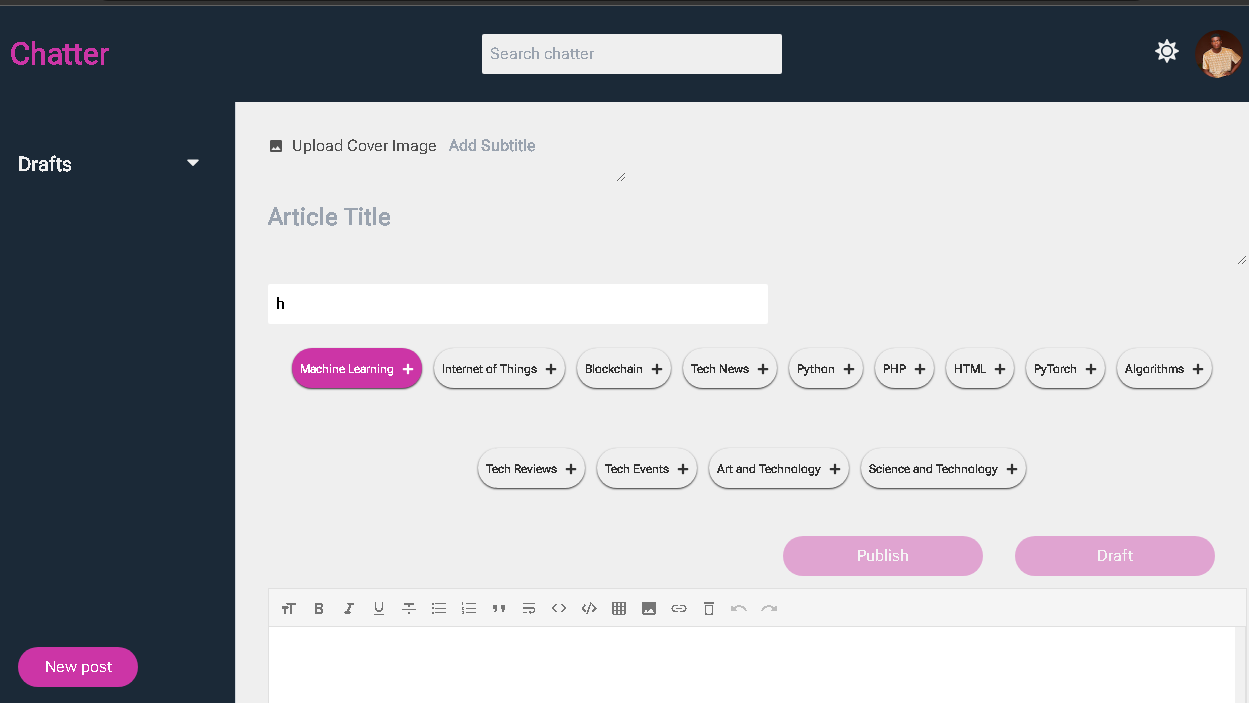 Chatter
Search chatter
Drafts
Upload Cover Image Add Subtitle
Article Title
h
Machine Learning + Internet of Things + Blockchain + Tech News + Python + PHP + HTML + PyTorch + Algorithms +
Tech Reviews + Tech Events + Art and Technology + Science and Technology +
Publish Draft
New post